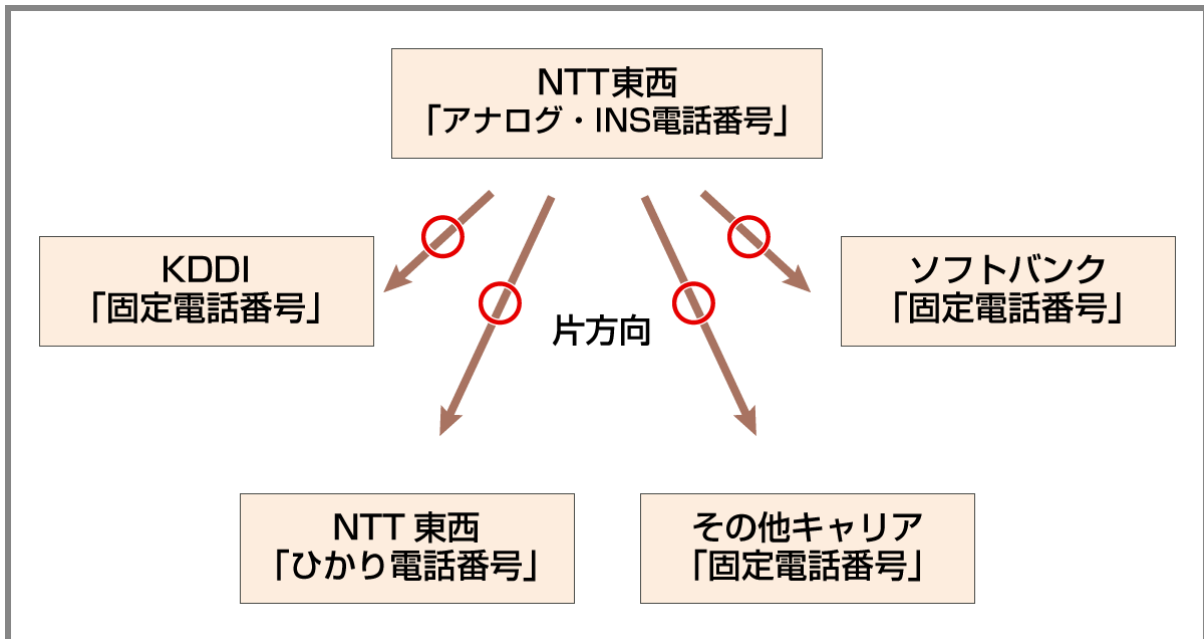 NTT東西
「アナログ・INS電話番号」
KDDI
「固定電話番号」
ソフトバンク
「固定電話番号」
片方向
NTT 東西
「ひかり電話番号」
その他キャリア
「固定電話番号」